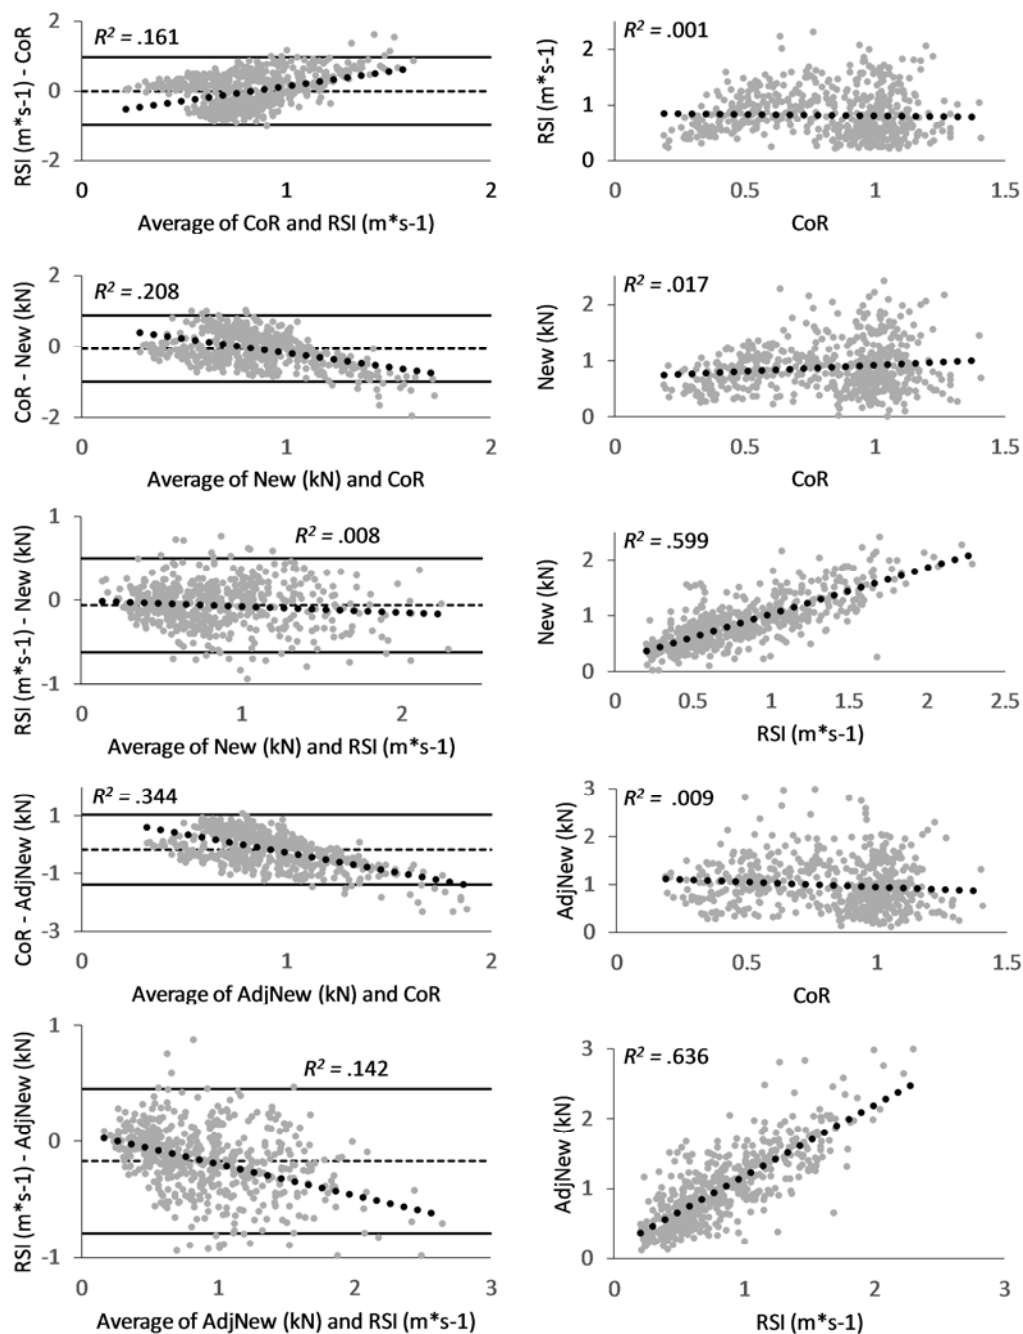 RSI (m*s-1) - CoR
2
0
-2
R² = .161
0
1
2
Average of CoR and RSI (m*s-1)
RSI (m*s-1)
2
1
0
R² = .001
0
0.5
1
1.5
CoR
CoR - New (kN)
2
0
-2
R² = .208
0
1
2
Average of New (kN) and CoR
New (kN)
2
1
0
R² = .017
0
0.5
1
1.5
CoR
RSI (m*s-1) - New (kN)
1
0
-1
R² = .008
0
1
2
Average of New (kN) and RSI (m*s-1)
New (kN)
2
1
0
R² = .599
0
0.5
1
1.5
2
2.5
RSI (m*s-1)
CoR - AdjNew (kN)
1
-1
-3
R² = .344
0
1
2
Average of AdjNew (kN) and CoR
AdjNew (kN)
3
2
1
0
R² = .009
0
0.5
1
1.5
CoR
RSI (m*s-1) - AdjNew (kN)
1
0
-1
R² = .142
0
1
2
3
Average of AdjNew (kN) and RSI (m*s-1)
AdjNew (kN)
3
2
1
0
R² = .636
0
1
2
3
RSI (m*s-1)